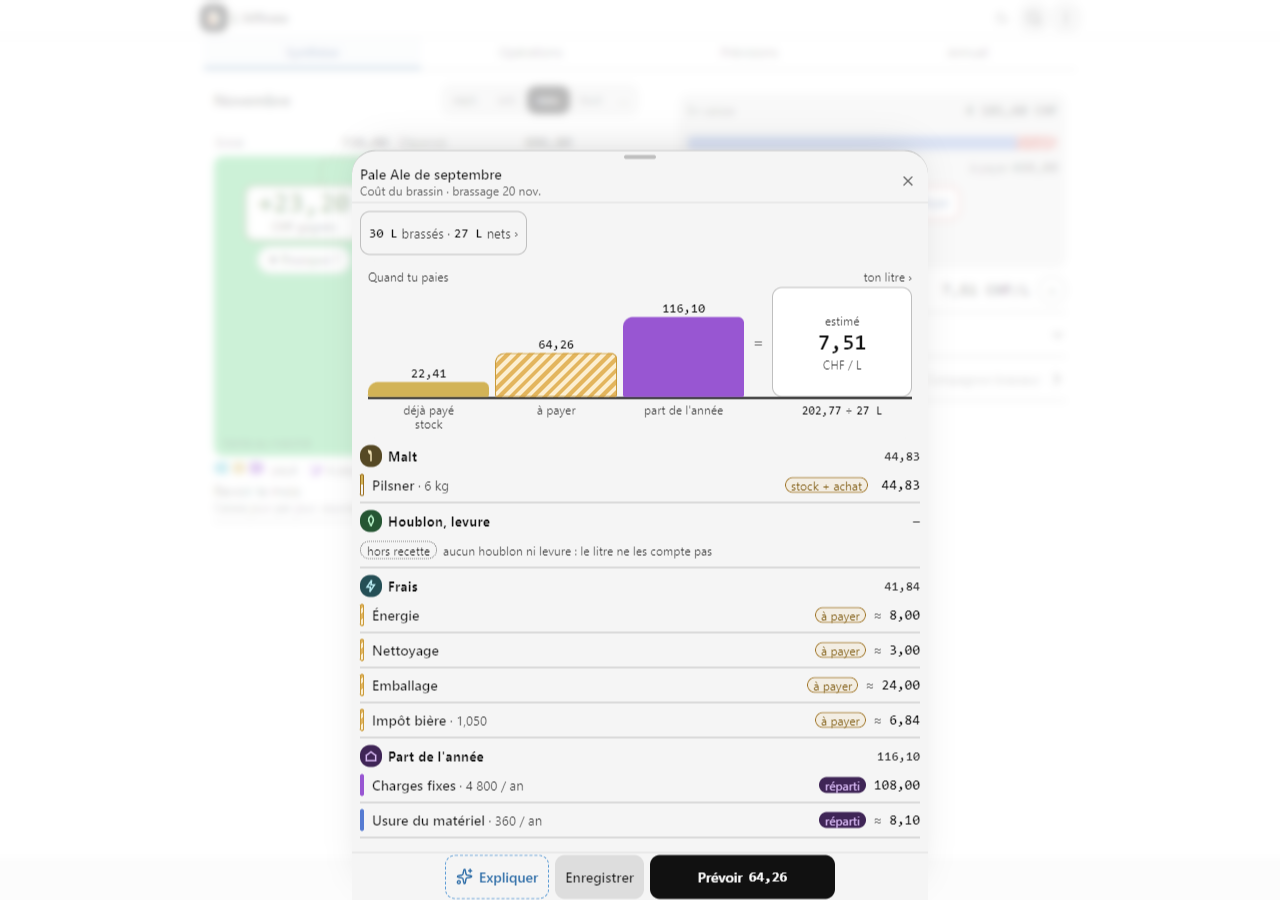 Novembre
+23,20
Pale Ale de septembre
Coût du brassin · brassage 20 nov.
30 L brassés · 27 L nets ›
Quand tu paies
ton litre ›
116,10
64,26
22,41
estimé
7,51
CHF / L
=
déjà payé
stock
à payer
part de l'année
202,77 ÷ 27 L
Malt 44,83
Pilsner · 6 kg stock + achat 44,83
Houblon, levure –
hors recette aucun houblon ni levure : le litre ne les compte pas
Frais 41,84
Énergie à payer ≈ 8,00
Nettoyage à payer ≈ 3,00
Emballage à payer ≈ 24,00
Impôt bière · 1,050 à payer ≈ 6,84
Part de l'année 116,10
Charges fixes · 4 800 / an réparti 108,00
Usure du matériel · 360 / an réparti ≈ 8,10
Expliquer
Enregistrer
Prévoir 64,26